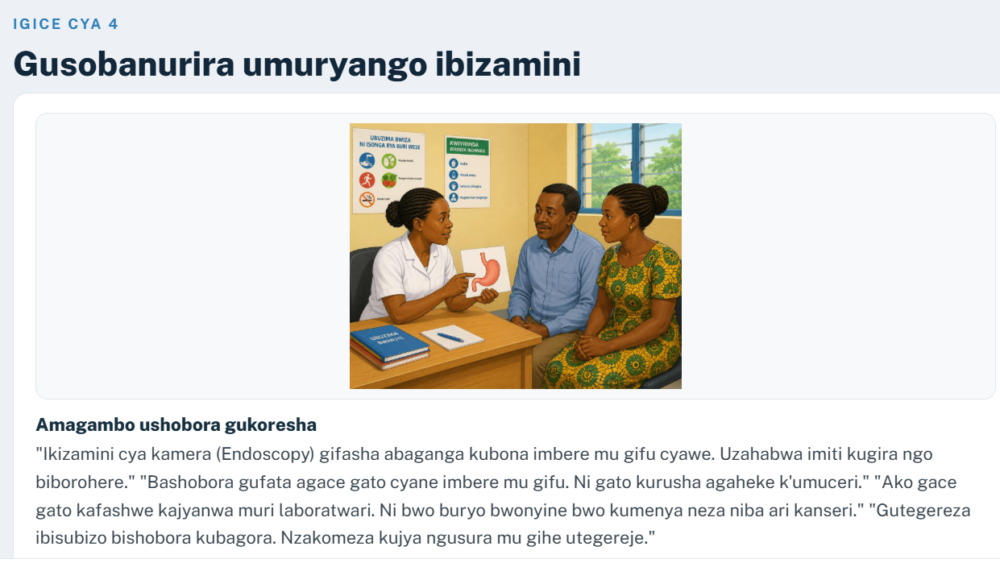 IGICE CYA 4
Gusobanurira umuryango ibizamini
UBUZIMA BWIZA
NI ISONGA RYA BURI WESE
KWIYIRINDA
BIRINDA INDWARA
UBUZIMA
Amagambo ushobora gukoresha
"Ikizamini cya kamera (Endoscopy) gifasha abaganga kubona imbere mu gifu cyawe. Uzahabwa imiti kugira ngo
biborohere." "Bashobora gufata agace gato cyane imbere mu gifu. Ni gato kurusha agaheke k'umuceri." "Ako gace
gato kafashwe kajyanwa muri laboratwari. Ni bwo buryo bwonyine bwo kumenya neza niba ari kanseri." "Gutegereza
ibisubizo bishobora kubagora. Nzakomeza kujya ngusura mu gihe utegereje."